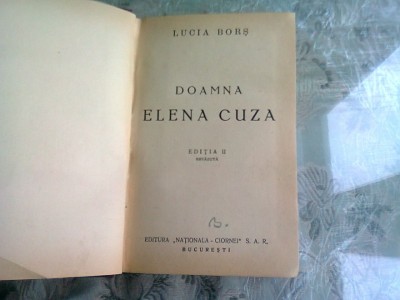 LUCIA BORȘ
DOAMNA
ELENA CUZA
EDIȚIA II
EDITURA „NAȚIONALA-CIORNEI” S. A. R.
BUCUREȘTI